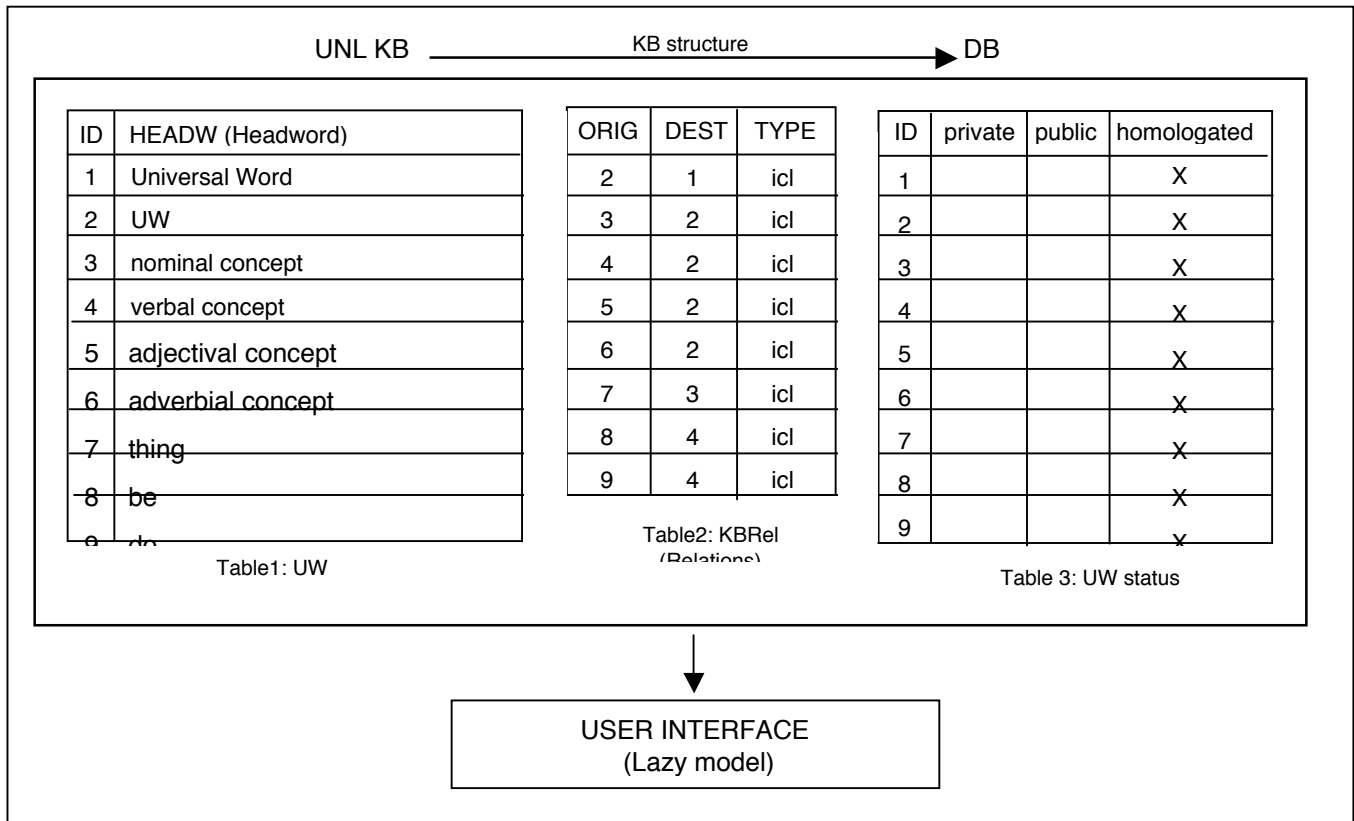 UNL KB KB structure DB
ID HEADW (Headword)
1 Universal Word
2 UW
3 nominal concept
4 verbal concept
5 adjectival concept
6 adverbial concept
7 thing
8 be
9 do
Table1: UW
ORIG DEST TYPE
2 1 icl
3 2 icl
4 2 icl
5 2 icl
6 2 icl
7 3 icl
8 4 icl
9 4 icl
Table2: KBRel
(Relations)
ID private public homologated
1 X
2 X
3 X
4 X
5 X
6 X
7 X
8 X
9 X
Table 3: UW status
USER INTERFACE
(Lazy model)